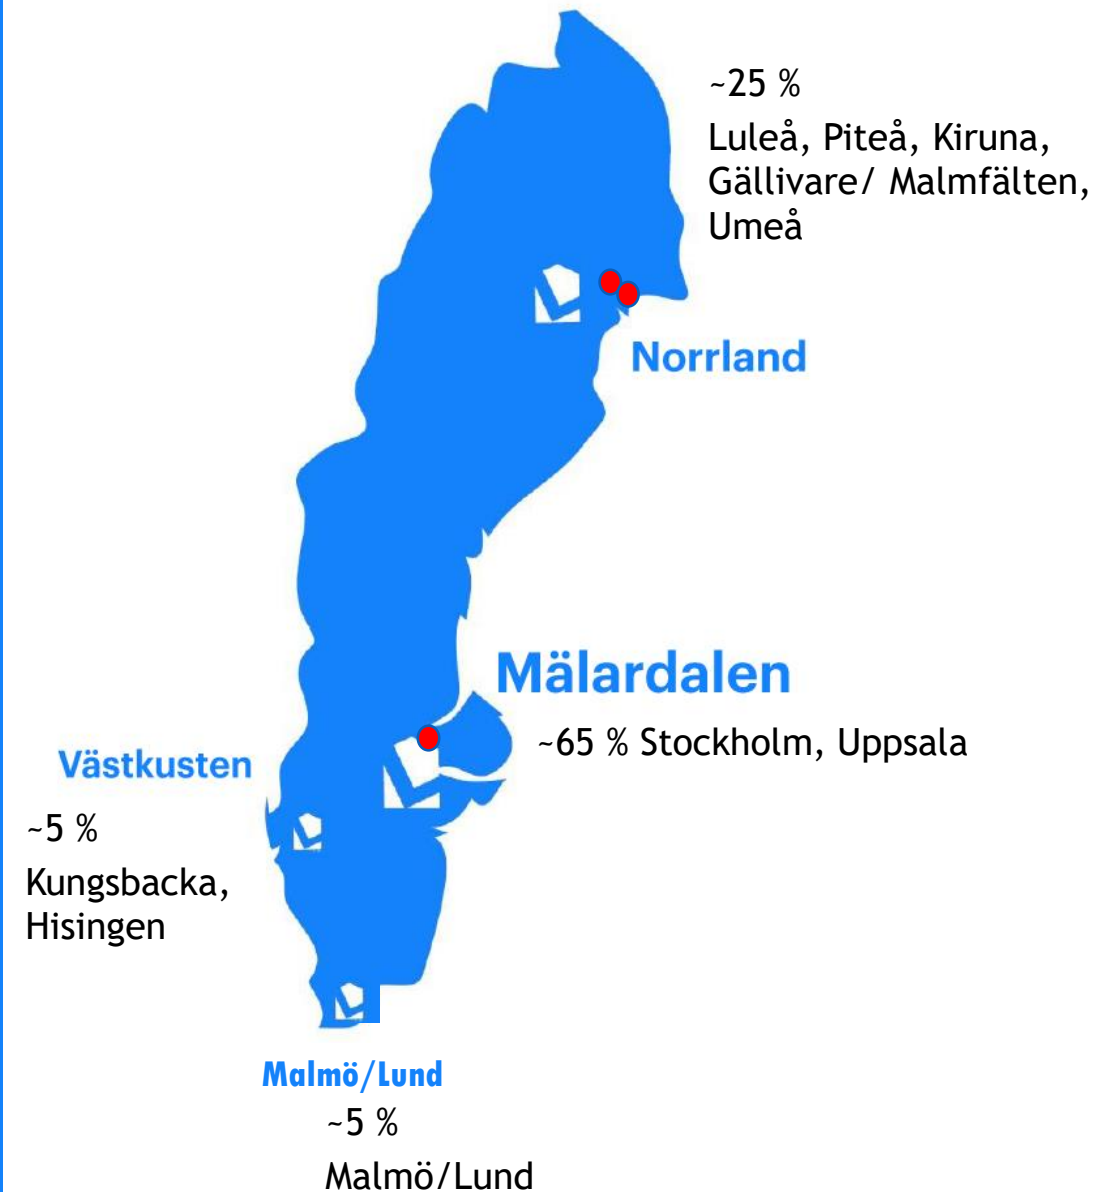 ~25 %
Luleå, Piteå, Kiruna,
Gällivare/ Malmfälten,
Umeå
Norrland
Mälardalen
~65 % Stockholm, Uppsala
Västkusten
~5 %
Kungsbacka,
Hisingen
Malmö/Lund
~5 %
Malmö/Lund